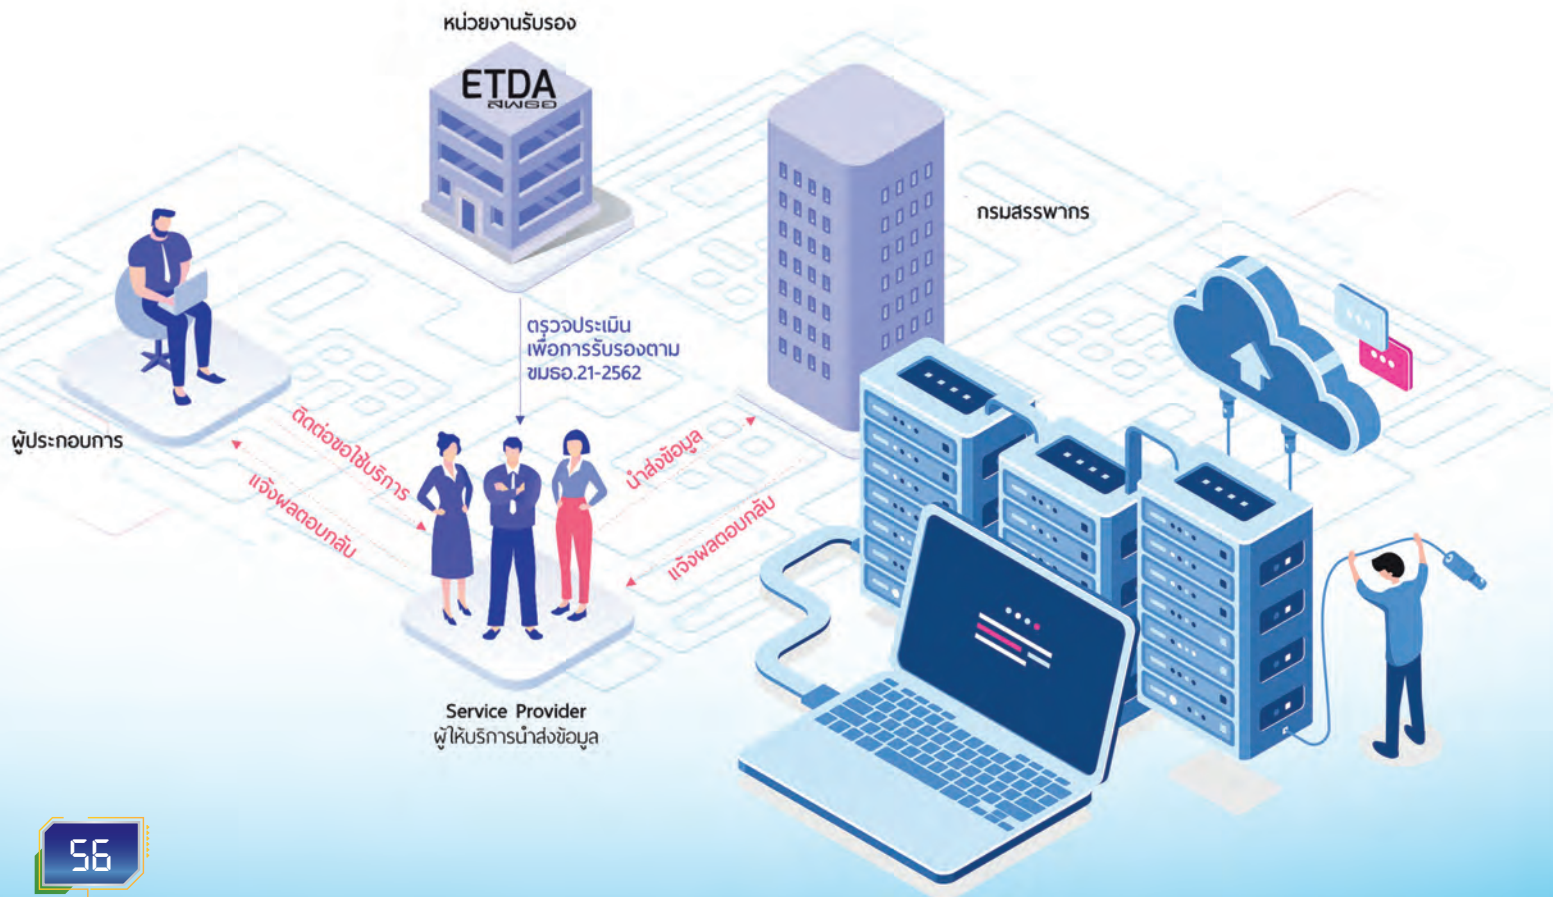 หน่วยงานรับรอง
ETDA
สพธอ
กรมสรรพากร
ตรวจประเมิน
เพื่อการรับรองตาม
ขมธอ.21-2562
ผู้ประกอบการ
ติดต่อขอใช้บริการ
แจ้งผลตอบกลับ
นำส่งข้อมูล
แจ้งผลตอบกลับ
Service Provider
ผู้ให้บริการนำส่งข้อมูล
56